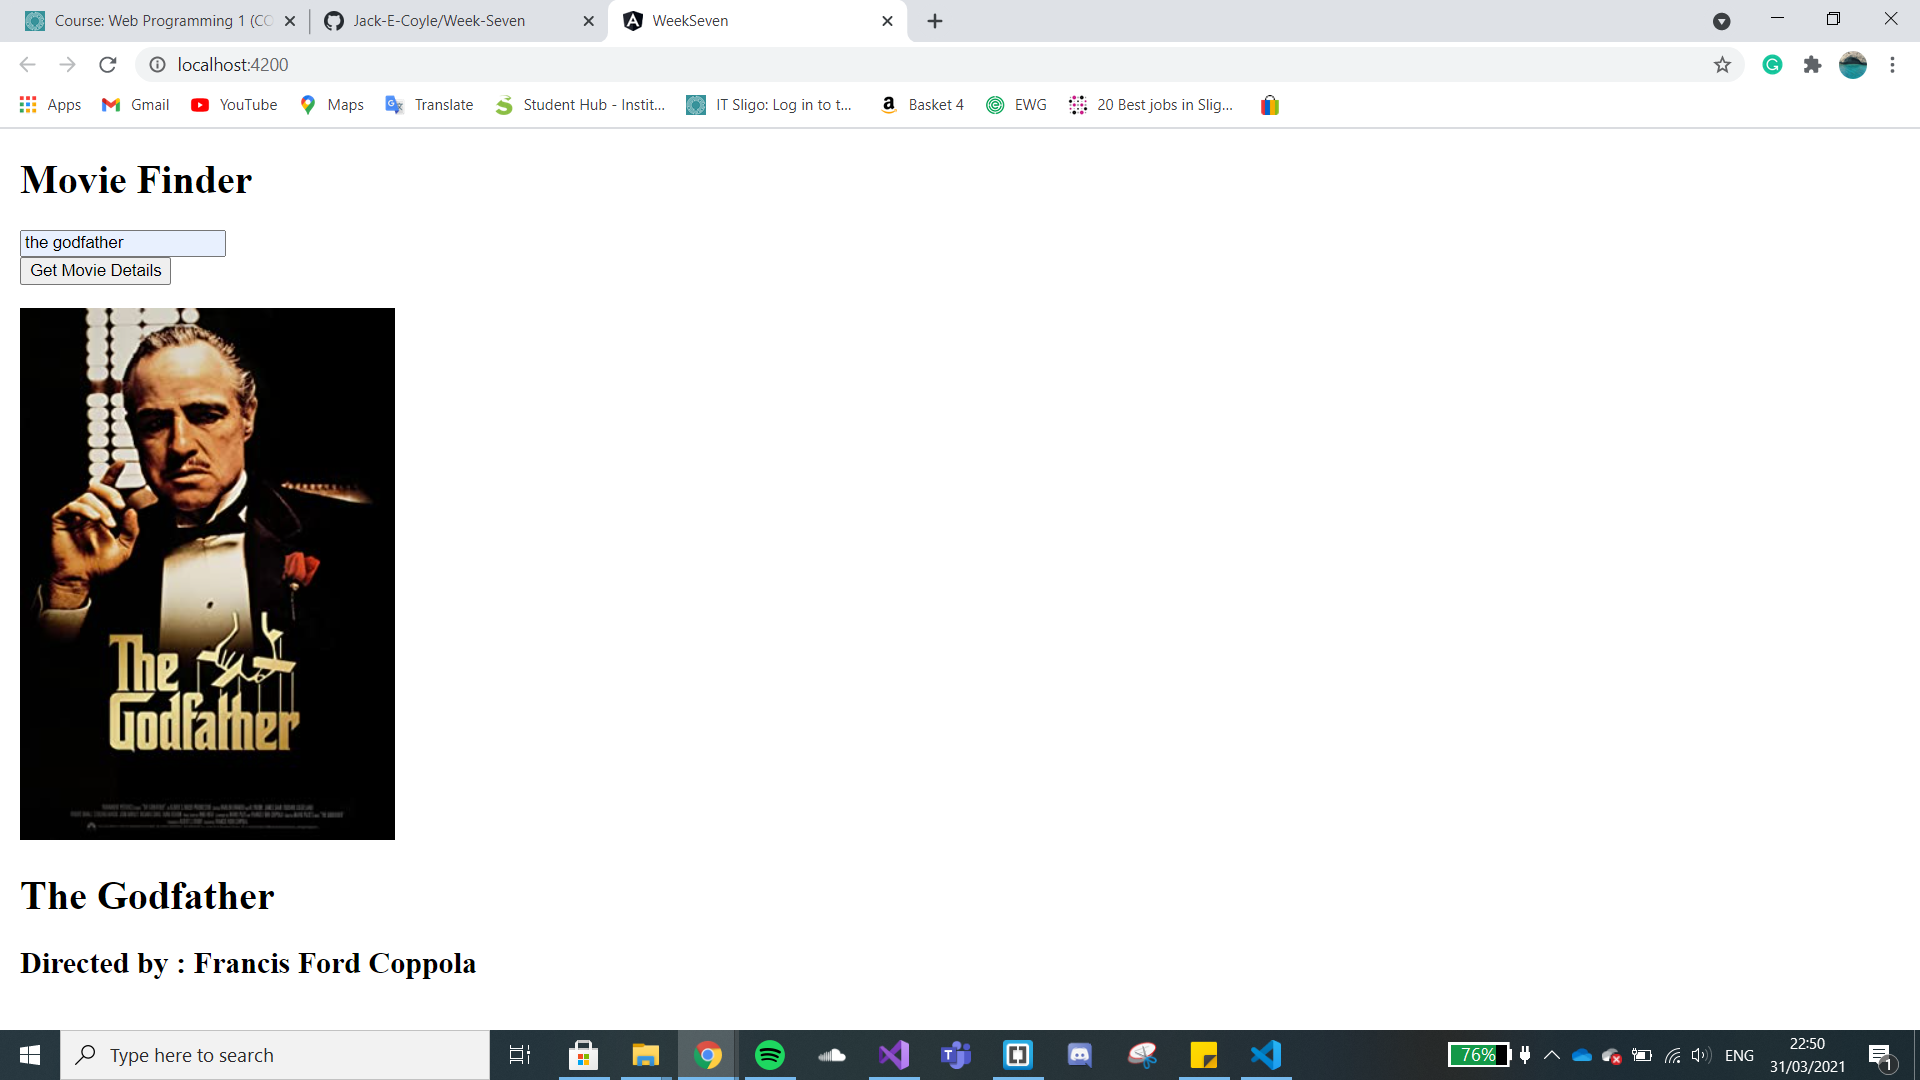 Course: Web Programming 1 (CO
Jack-E-Coyle/Week-Seven
WeekSeven
localhost:4200
Apps
Gmail
YouTube
Maps
Translate
Student Hub - Instit...
IT Sligo: Log in to t...
Basket 4
EWG
20 Best jobs in Slig...
Movie Finder
the godfather
Get Movie Details
The
Godfather
The Godfather
Directed by : Francis Ford Coppola
Type here to search
76%
ENG
22:50
31/03/2021
1